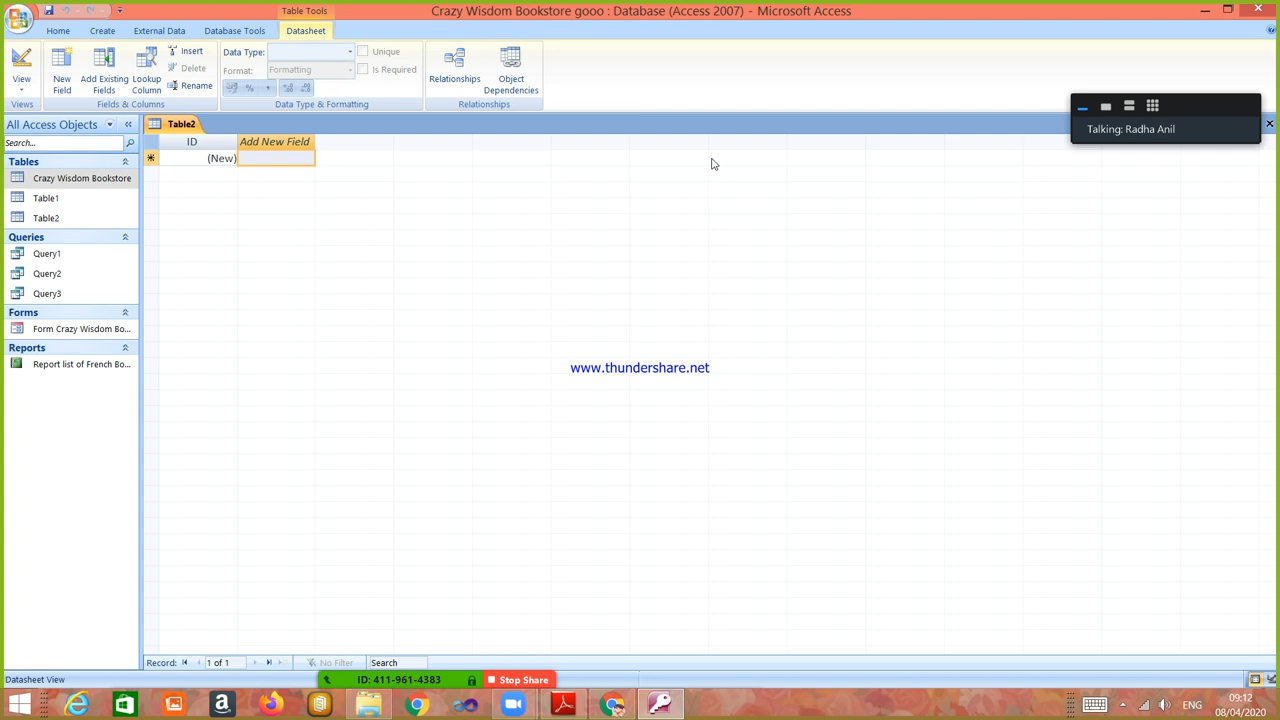 Table Tools
Crazy Wisdom Bookstore gooo : Database (Access 2007) - Microsoft Access
Home
Create
External Data
Database Tools
Datasheet
View
New Field
Add Existing Fields
Lookup Column
Insert
Delete
Rename
Data Type:
Format:
Formatting
Unique
Is Required
%
Relationships
Object Dependencies
Views
Fields & Columns
Data Type & Formatting
Relationships
Talking: Radha Anil
All Access Objects
Table2
Search...
ID
Add New Field
(New)
Tables
Crazy Wisdom Bookstore
Table1
Table2
Queries
Query1
Query2
Query3
Forms
Form Crazy Wisdom Bo...
Reports
Report list of French Bo...
www.thundershare.net
Record:
1 of 1
No Filter
Search
Datasheet View
ID: 411-961-4383
Stop Share
ENG
09:12
08/04/2020